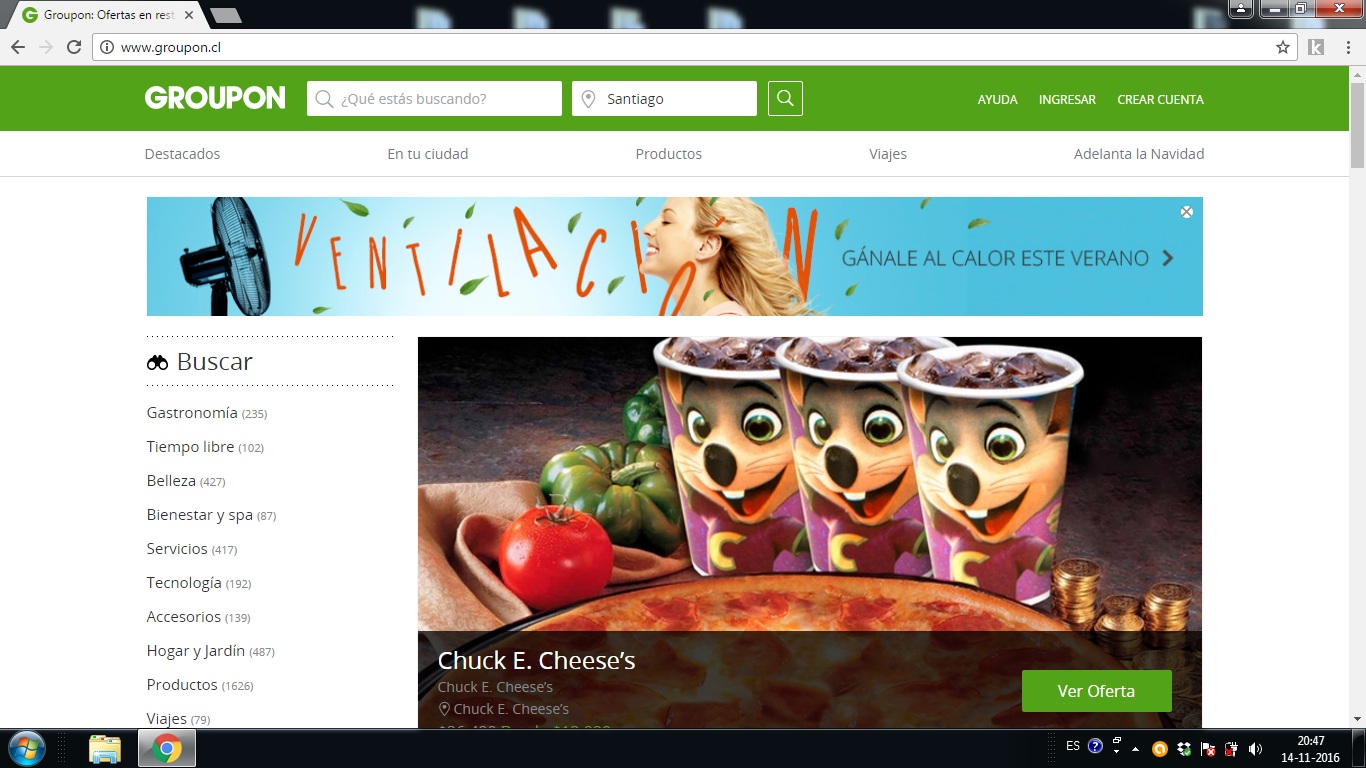 Groupon: Ofertas en rest
www.groupon.cl
GROUPON
¿Qué estás buscando?
Santiago
AYUDA
INGRESAR
CREAR CUENTA
Destacados
En tu ciudad
Productos
Viajes
Adelanta la Navidad
VENTILACIÓN
GÁNALE AL CALOR ESTE VERANO
Buscar
Gastronomía (235)
Tiempo libre (102)
Belleza (427)
Bienestar y spa (87)
Servicios (417)
Tecnología (192)
Accesorios (139)
Hogar y Jardín (487)
Productos (1626)
Viajes (79)
C
C
C
Chuck E. Cheese’s
Chuck E. Cheese’s
Chuck E. Cheese’s
Ver Oferta
ES
20:47
14-11-2016